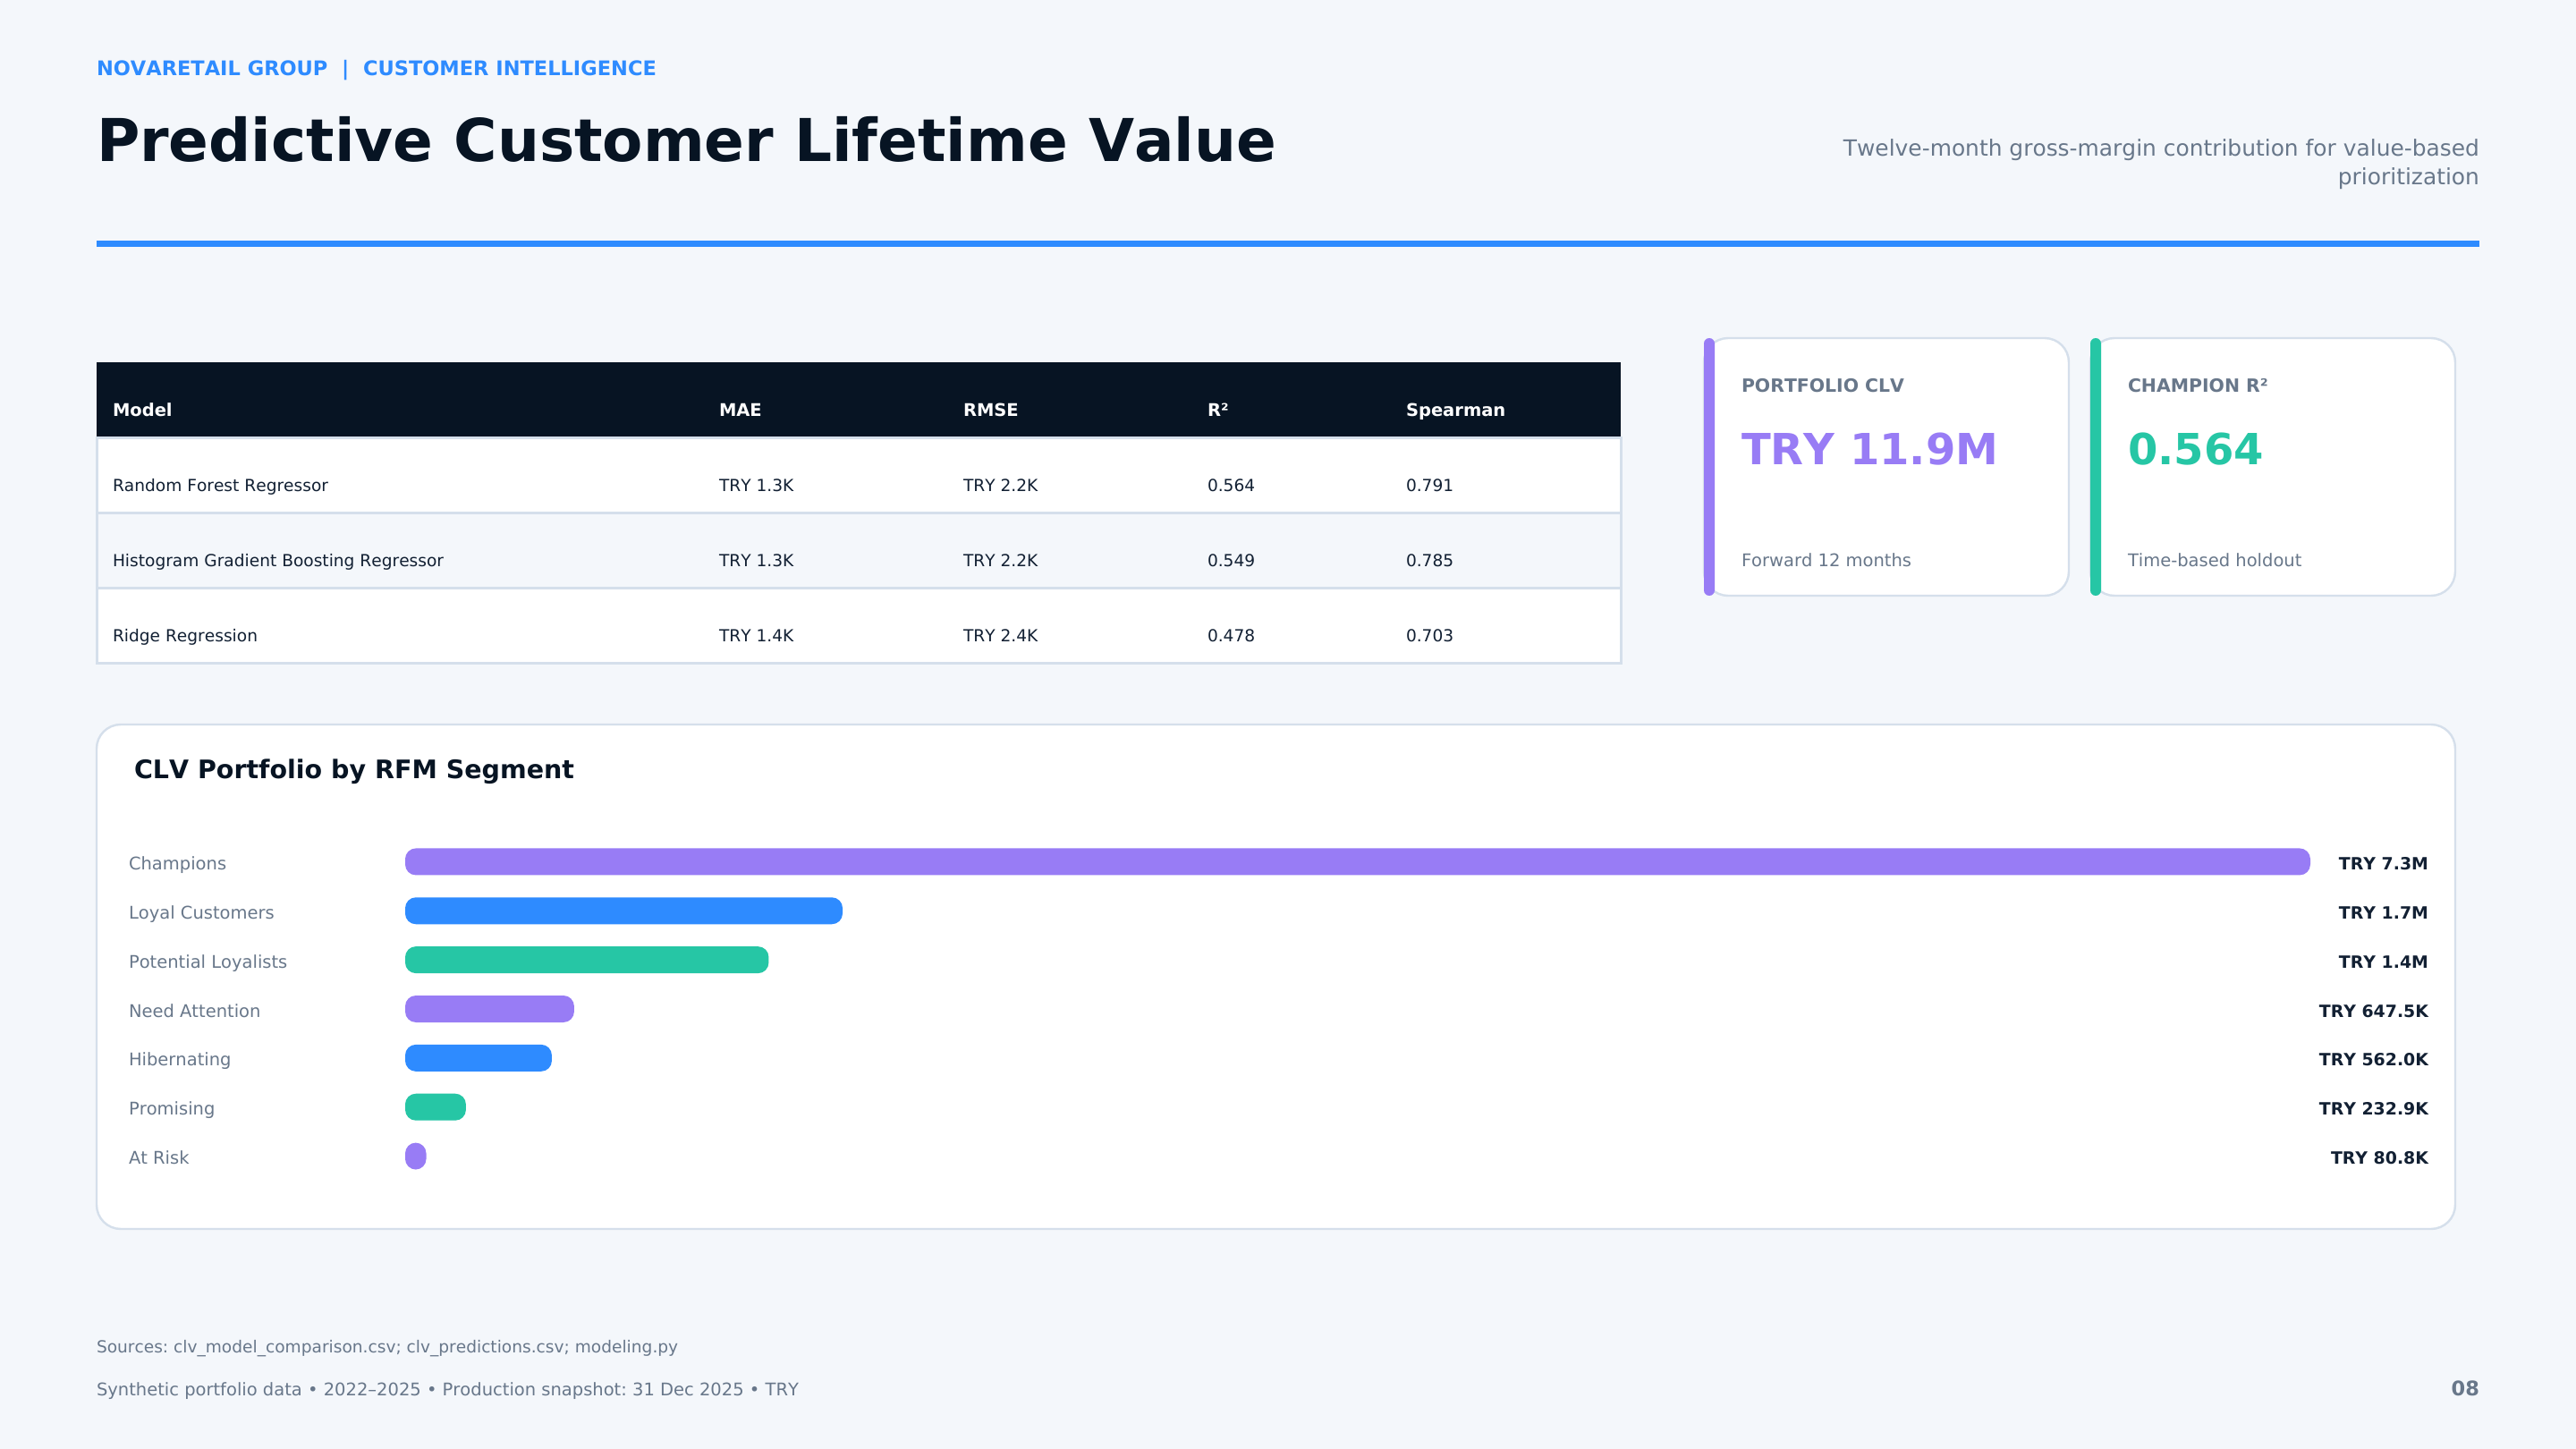 NOVARETAIL GROUP | CUSTOMER INTELLIGENCE
Predictive Customer Lifetime Value
Twelve-month gross-margin contribution for value-based
prioritization
Model MAE RMSE R² Spearman
Random Forest Regressor TRY 1.3K TRY 2.2K 0.564 0.791
Histogram Gradient Boosting Regressor TRY 1.3K TRY 2.2K 0.549 0.785
Ridge Regression TRY 1.4K TRY 2.4K 0.478 0.703
PORTFOLIO CLV
TRY 11.9M
Forward 12 months
CHAMPION R²
0.564
Time-based holdout
CLV Portfolio by RFM Segment
Champions TRY 7.3M
Loyal Customers TRY 1.7M
Potential Loyalists TRY 1.4M
Need Attention TRY 647.5K
Hibernating TRY 562.0K
Promising TRY 232.9K
At Risk TRY 80.8K
Sources: clv_model_comparison.csv; clv_predictions.csv; modeling.py
Synthetic portfolio data • 2022–2025 • Production snapshot: 31 Dec 2025 • TRY
08